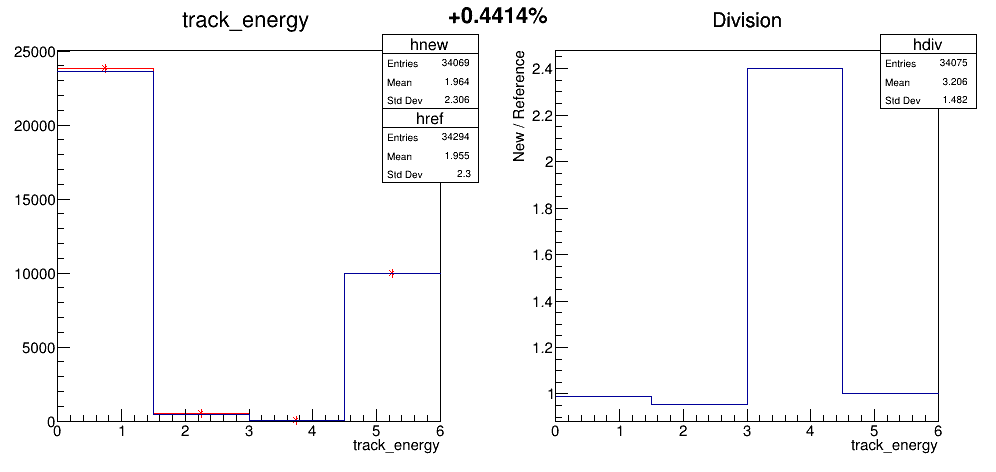 +0.4414%
track_energy
hnew
Entries 34069
Mean 1.964
Std Dev 2.306
href
Entries 34294
Mean 1.955
Std Dev 2.3
25000
20000
15000
10000
5000
0
0 1 2 3 4 5 6
track_energy
Division
hdiv
Entries 34075
Mean 3.206
Std Dev 1.482
New / Reference
2.4
2.2
2
1.8
1.6
1.4
1.2
1
0 1 2 3 4 5 6
track_energy